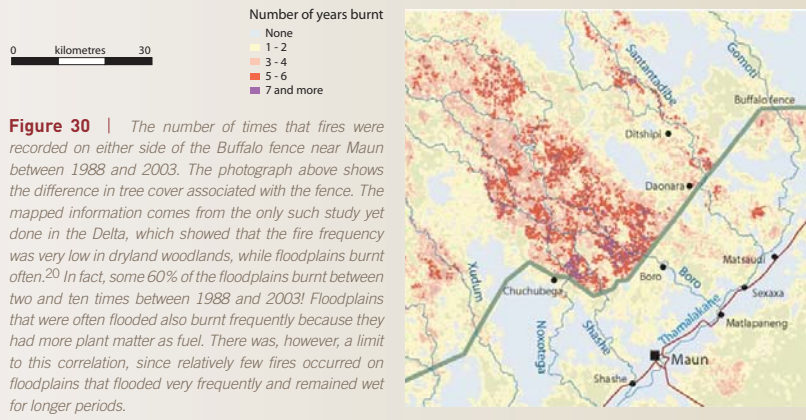 Number of years burnt
None
1 - 2
3 - 4
5 - 6
7 and more
0 kilometres 30
Figure 30 | The number of times that fires were
recorded on either side of the Buffalo fence near Maun
between 1988 and 2003. The photograph above shows
the difference in tree cover associated with the fence. The
mapped information comes from the only such study yet
done in the Delta, which showed that the fire frequency
was very low in dryland woodlands, while floodplains burnt
often.20 In fact, some 60% of the floodplains burnt between
two and ten times between 1988 and 2003! Floodplains
that were often flooded also burnt frequently because they
had more plant matter as fuel. There was, however, a limit
to this correlation, since relatively few fires occurred on
floodplains that flooded very frequently and remained wet
for longer periods.
Santantadibe
Gomoti
Buffalo fence
Ditshipi
Daonara
Matsaudi
Xudum
Boro
Boro
Chuchubega
Sexaxa
Thamalakane
Matlapaneng
Noxotega
Shashe
Maun
Shashe